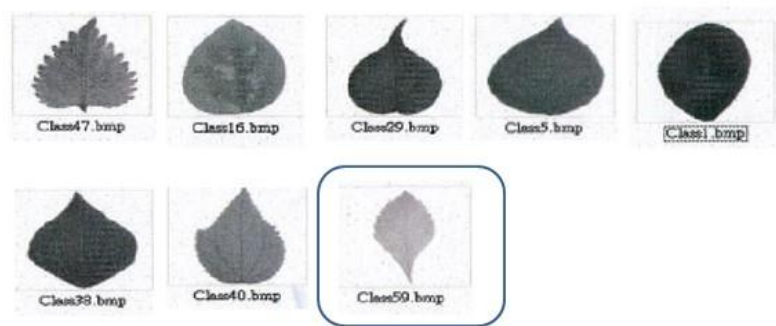 Class47.bmp
Class16.bmp
Class29.bmp
Class5.bmp
Class1.bmp
Class38.bmp
Class40.bmp
Class59.bmp